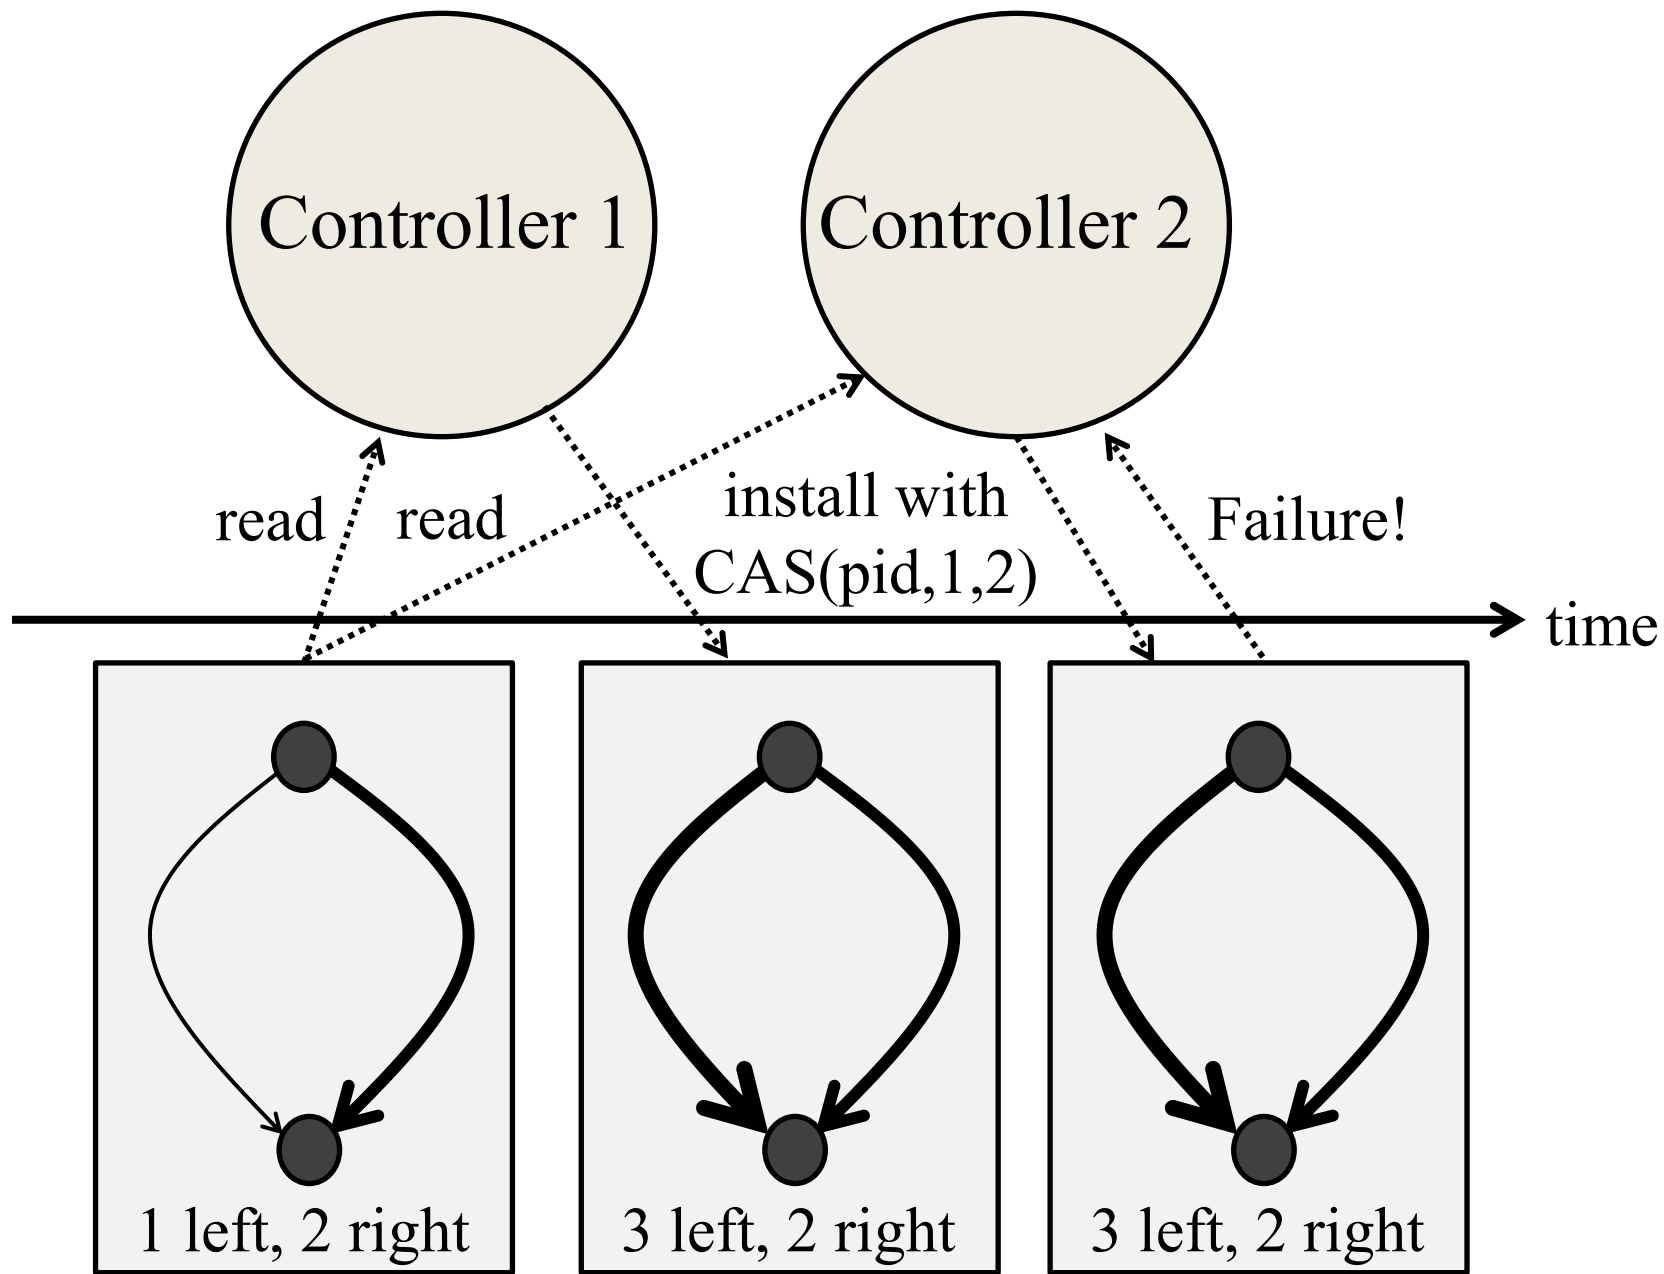 Controller 1
Controller 2
read
read
install with
CAS(pid,1,2)
Failure!
time
1 left, 2 right
3 left, 2 right
3 left, 2 right